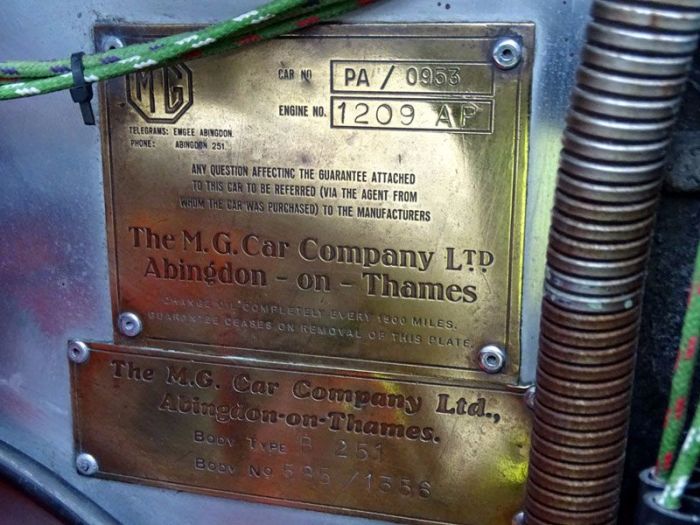 MG
CAR NO PA / 0953
ENGINE NO. 1209 AP
TELEGRAMS: EMGEE ABINGDON.
PHONE: ABINGDON 251.
ANY QUESTION AFFECTING THE GUARANTEE ATTACHED
TO THIS CAR TO BE REFERRED (VIA THE AGENT FROM
WHOM THE CAR WAS PURCHASED) TO THE MANUFACTURERS
The M.G. Car Company LTD
Abingdon - on - Thames
CHANGE OIL COMPLETELY EVERY 1500 MILES.
GUARANTEE CEASES ON REMOVAL OF THIS PLATE.
The M.G. Car Company Ltd.,
Abingdon-on-Thames.
BODY TYPE B 251
BODY NO 595/1356